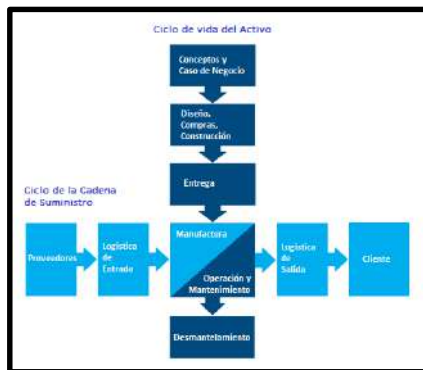 Ciclo de vida del Activo
Conceptos y
Caso de Negocio
Diseño,
Compras,
Construcción
Entrega
Ciclo de la Cadena
de Suministro
Proveedores
Logística
de
Entrada
Manufactura
Operación y
Mantenimiento
Logística
de
Salida
Cliente
Desmantelamiento